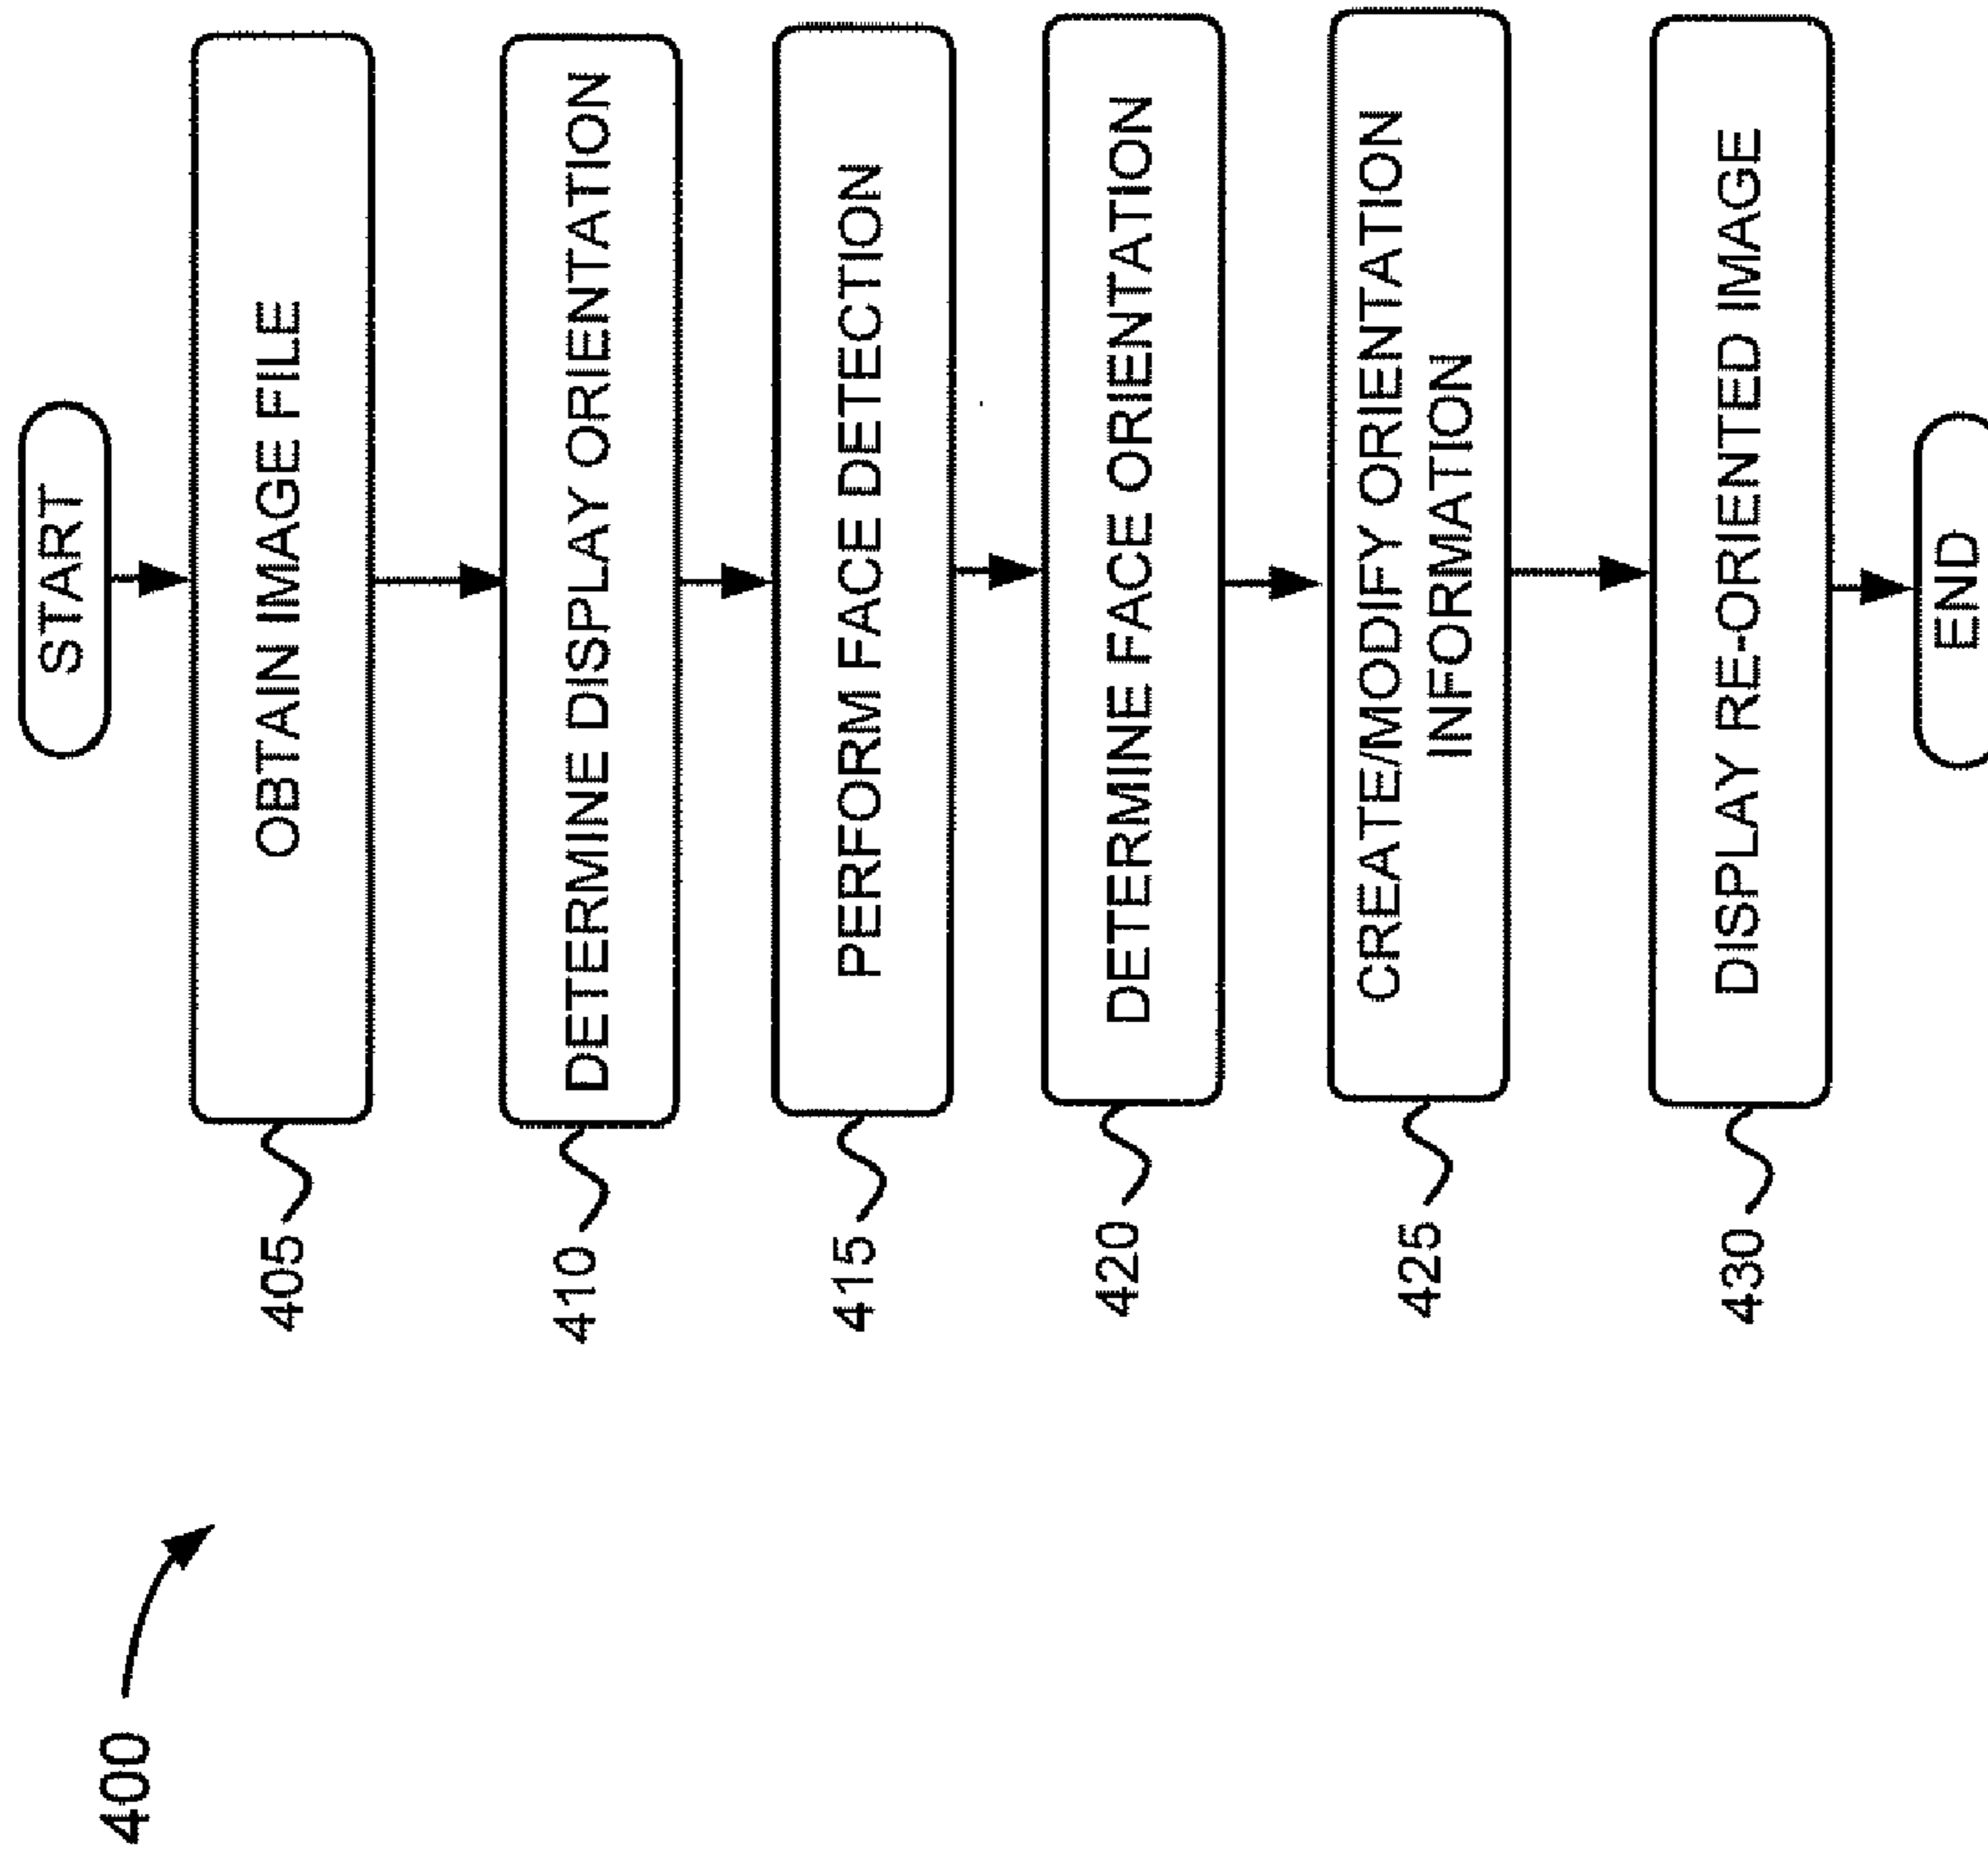 400
START
405
OBTAIN IMAGE FILE
410
DETERMINE DISPLAY ORIENTATION
415
PERFORM FACE DETECTION
420
DETERMINE FACE ORIENTATION
425
CREATE/MODIFY ORIENTATION
INFORMATION
430
DISPLAY RE-ORIENTED IMAGE
END